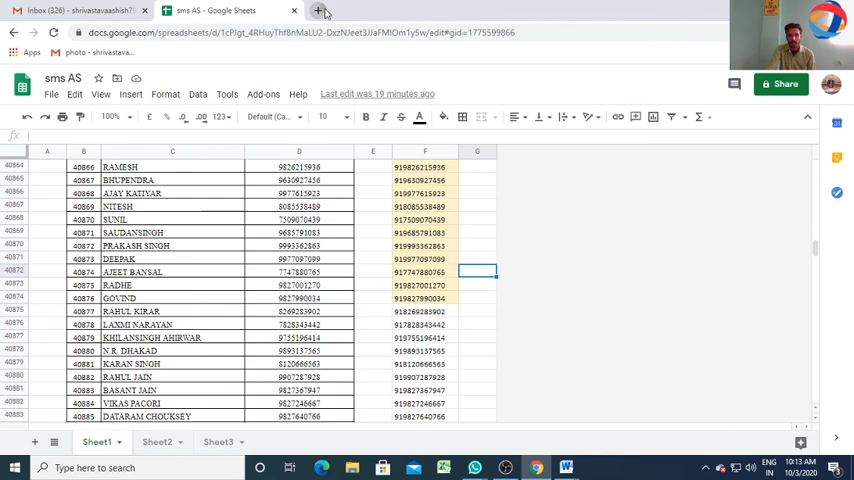 Inbox (326) - shrivastavaashish79
sms AS - Google Sheets
docs.google.com/spreadsheets/d/1cPJgt_4RHuyThf8nMaLU2-DxzNJeet3JJaFMIOm1y5w/edit#gid=1775599866
Apps photo - shrivastava...
sms AS
File Edit View Insert Format Data Tools Add-ons Help Last edit was 19 minutes ago
Share
100% £ % .0 .00 123 Default (Ca... 10 B I S A
fx
A B C D E F G
40864 40866 RAMESH 9826215936 919826215936
40865 40867 BHUPENDRA 9630927456 919630927456
40866 40868 AJAY KATIYAR 9977615923 919977615923
40867 40869 NITESH 8085538489 918085538489
40868 40870 SUNIL 7509070439 917509070439
40869 40871 SAUDANSINGH 9685791083 919685791083
40870 40872 PRAKASH SINGH 9993362863 919993362863
40871 40873 DEEPAK 9977097099 919977097099
40872 40874 AJEET BANSAL 7747880765 917747880765
40873 40875 RADHE 9827001270 919827001270
40874 40876 GOVIND 9827990034 919827990034
40875 40877 RAHUL KIRAR 8269283902 918269283902
40876 40878 LAXMI NARAYAN 7828343442 917828343442
40877 40879 KHILANSINGH AHIRWAR 9755196414 919755196414
40878 40880 N.R. DHAKAD 9893137565 919893137565
40879 40881 KARAN SINGH 8120666563 918120666563
40880 40882 RAHUL JAIN 9907287928 919907287928
40881 40883 BASANT JAIN 9827367947 919827367947
40882 40884 VIKAS PACORI 9827246667 919827246667
40883 40885 DATARAM CHOUKSEY 9827640766 919827640766
Sheet1 Sheet2 Sheet3
Type here to search
ENG
IN
10:13 AM
10/3/2020
3